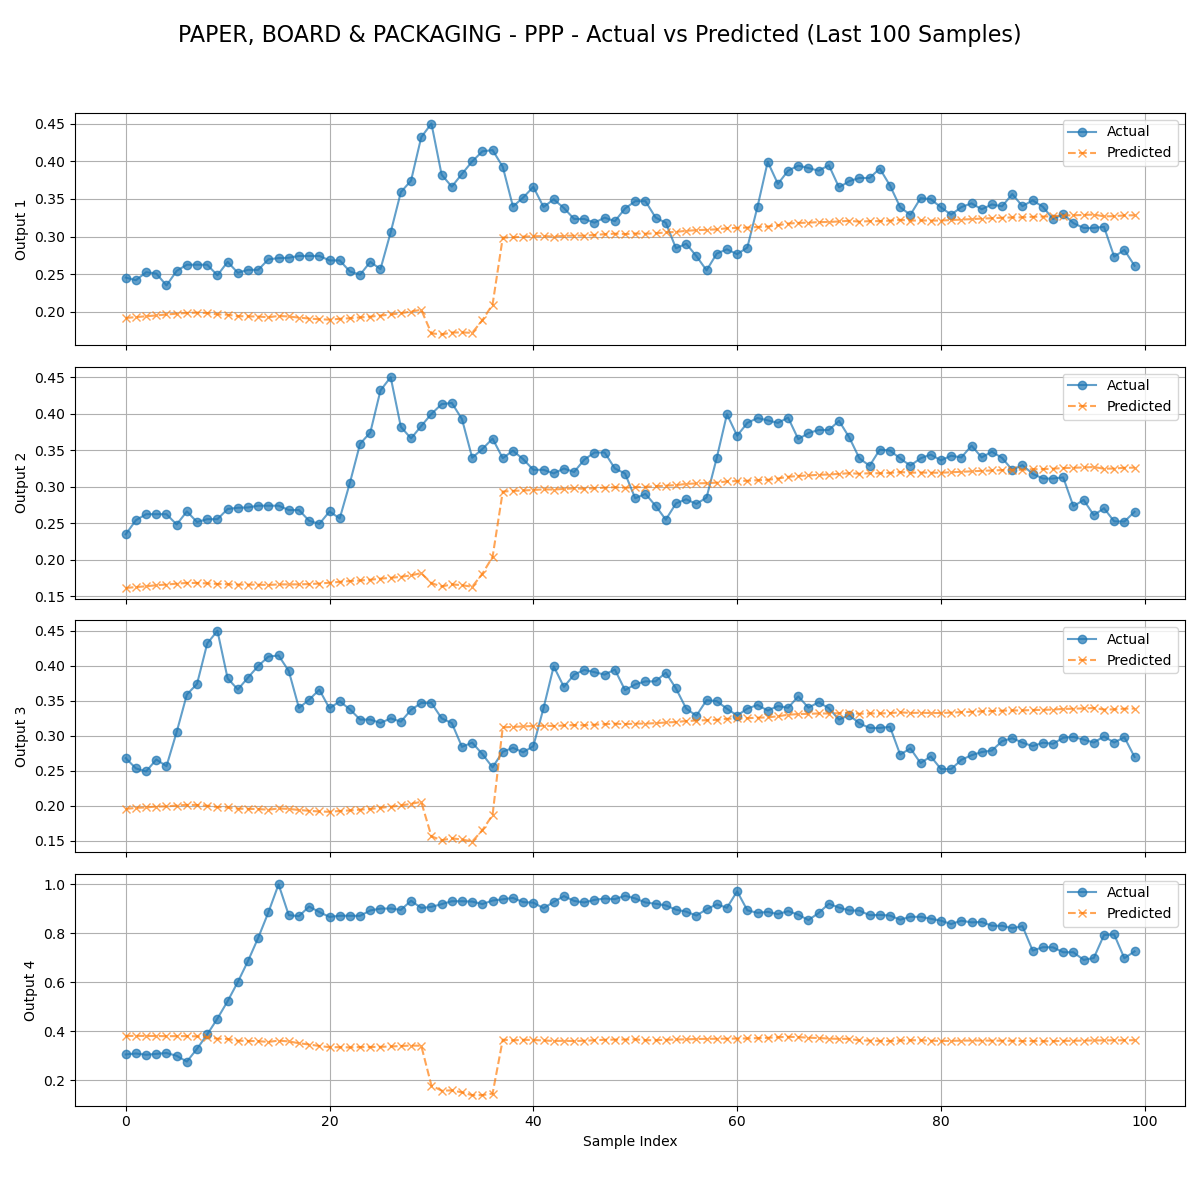 PAPER, BOARD & PACKAGING - PPP - Actual vs Predicted (Last 100 Samples)
0.45
0.40
0.35
0.30
0.25
0.20
Output 1
Actual
Predicted
0.45
0.40
0.35
0.30
0.25
0.20
0.15
Output 2
Actual
Predicted
0.45
0.40
0.35
0.30
0.25
0.20
0.15
Output 3
Actual
Predicted
1.0
0.8
0.6
0.4
0.2
Output 4
Actual
Predicted
0 20 40 60 80 100
Sample Index